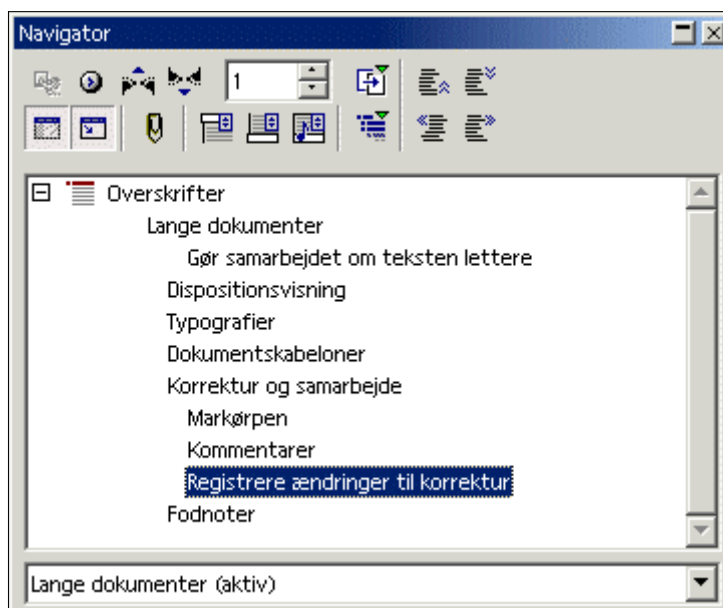 Navigator
1
Overskrifter
Lange dokumenter
Gør samarbejdet om teksten lettere
Dispositionsvisning
Typografier
Dokumentskabeloner
Korrektur og samarbejde
Markørpen
Kommentarer
Registrere ændringer til korrektur
Fodnoter
Lange dokumenter (aktiv)